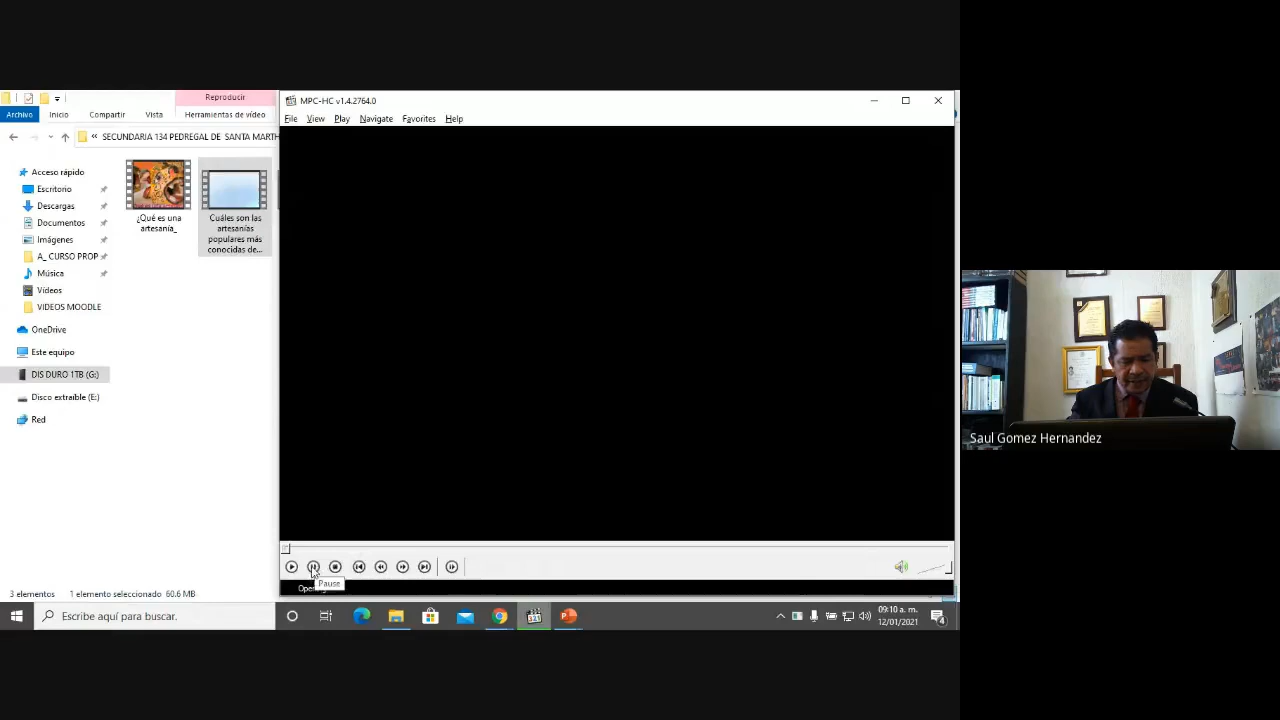 Reproducir
MPC-HC v1.4.2764.0
Archivo
Inicio
Compartir
Vista
Herramientas de vídeo
File
View
Play
Navigate
Favorites
Help
« SECUNDARIA 134 PEDREGAL DE SANTA MARTH
Acceso rápido
Escritorio
Descargas
Documentos
Imágenes
A_ CURSO PROP
Música
Vídeos
VIDEOS MOODLE
OneDrive
Este equipo
DIS DURO 1TB (G:)
Disco extraíble (E:)
Red
¿Qué es una
artesanía_
Cuáles son las
artesanías
populares más
conocidas de...
Saul Gomez Hernandez
Pause
3 elementos
1 elemento seleccionado 60.6 MB
Escribe aquí para buscar.
09:10 a. m.
12/01/2021
4